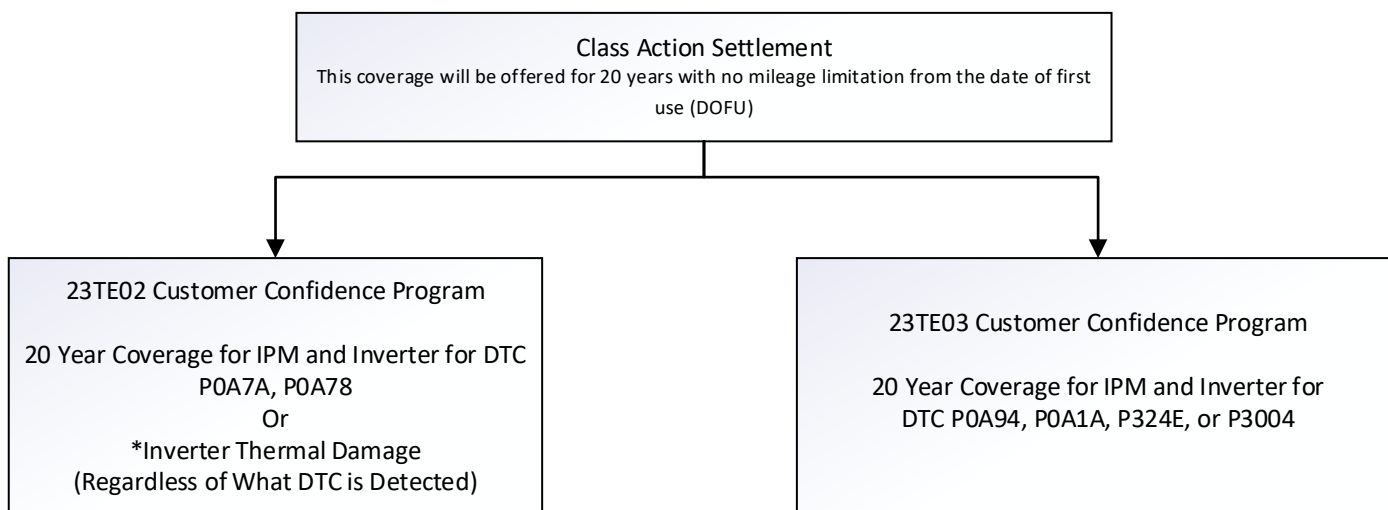 Class Action Settlement
This coverage will be offered for 20 years with no mileage limitation from the date of first
use (DOFU)
23TE02 Customer Confidence Program
20 Year Coverage for IPM and Inverter for DTC
P0A7A, P0A78
Or
*Inverter Thermal Damage
(Regardless of What DTC is Detected)
23TE03 Customer Confidence Program
20 Year Coverage for IPM and Inverter for
DTC P0A94, P0A1A, P324E, or P3004